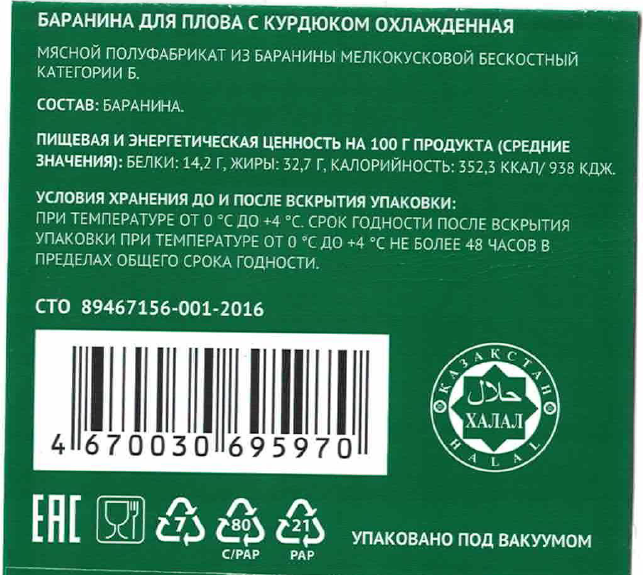 БАРАНИНА ДЛЯ ПЛОВА С КУРДЮКОМ ОХЛАЖДЕННАЯ
МЯСНОЙ ПОЛУФАБРИКАТ ИЗ БАРАНИНЫ МЕЛКОКУСКОВОЙ БЕСКОСТНЫЙ
КАТЕГОРИИ Б.
СОСТАВ: БАРАНИНА.
ПИЩЕВАЯ И ЭНЕРГЕТИЧЕСКАЯ ЦЕННОСТЬ НА 100 Г ПРОДУКТА (СРЕДНИЕ
ЗНАЧЕНИЯ): БЕЛКИ: 14,2 Г, ЖИРЫ: 32,7 Г, КАЛОРИЙНОСТЬ: 352,3 ККАЛ/ 938 КДЖ.
УСЛОВИЯ ХРАНЕНИЯ ДО И ПОСЛЕ ВСКРЫТИЯ УПАКОВКИ:
ПРИ ТЕМПЕРАТУРЕ ОТ 0 °С ДО +4 °С. СРОК ГОДНОСТИ ПОСЛЕ ВСКРЫТИЯ
УПАКОВКИ ПРИ ТЕМПЕРАТУРЕ ОТ 0 °С ДО +4 °С НЕ БОЛЕЕ 48 ЧАСОВ В
ПРЕДЕЛАХ ОБЩЕГО СРОКА ГОДНОСТИ.
СТО 89467156-001-2016
4 670030 695970
КАЗАКСТАН
حلال
ХАЛАЛ
HALAL
EAC
7
80
C/PAP
21
PAP
УПАКОВАНО ПОД ВАКУУМОМ